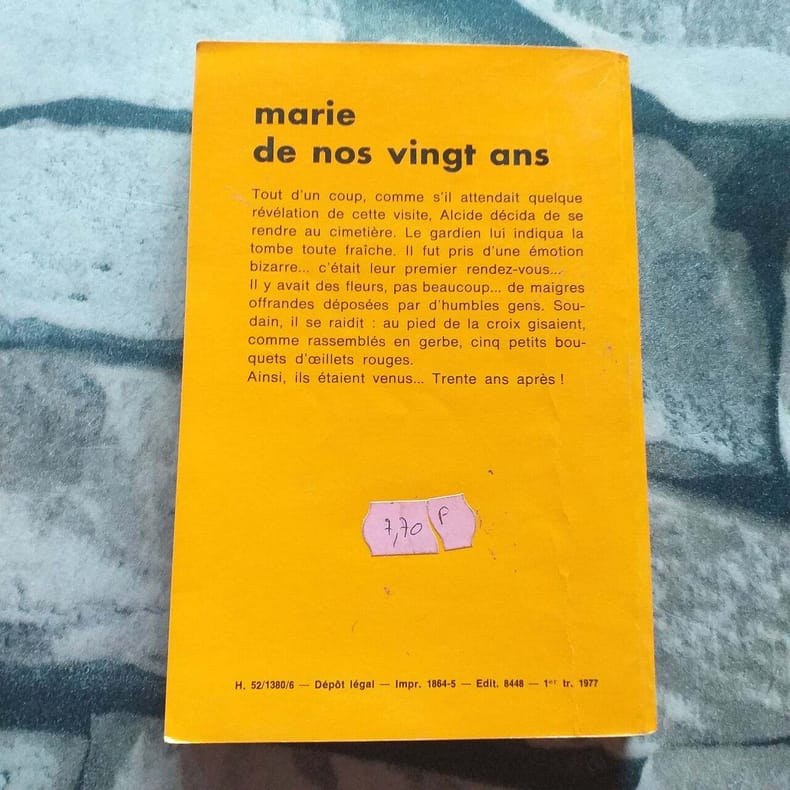 marie
de nos vingt ans
Tout d'un coup, comme s'il attendait quelque
révélation de cette visite, Alcide décida de se
rendre au cimetière. Le gardien lui indiqua la
tombe toute fraîche. Il fut pris d'une émotion
bizarre... c'était leur premier rendez-vous...
Il y avait des fleurs, pas beaucoup... de maigres
offrandes déposées par d'humbles gens. Sou-
dain, il se raidit : au pied de la croix gisaient,
comme rassemblés en gerbe, cinq petits bou-
quets d'œillets rouges.
Ainsi, ils étaient venus... Trente ans après !
7,70 F
H. 52/1380/6 — Dépôt légal — Impr. 1864-5 — Edit. 8448 — 1er tr. 1977